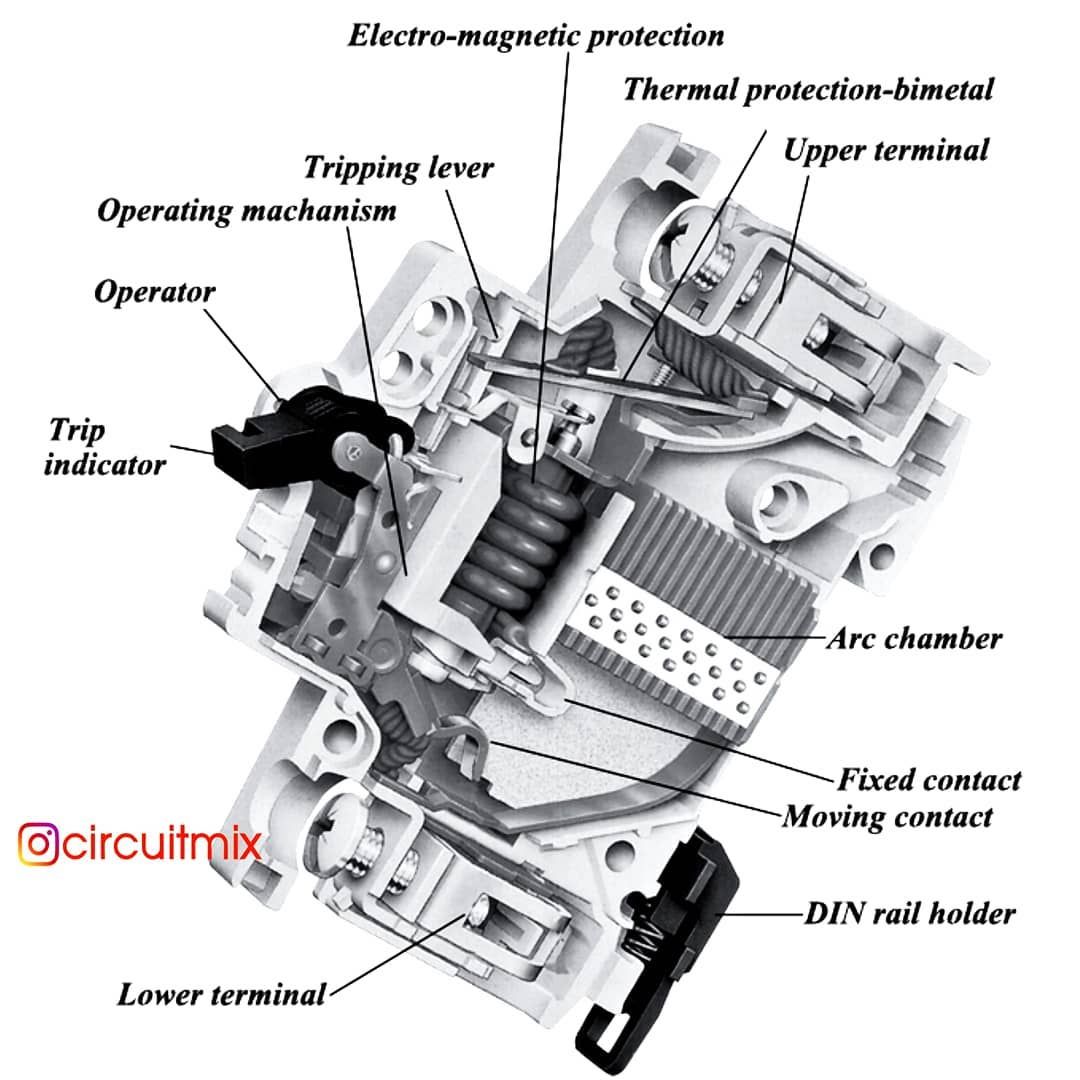 Electro-magnetic protection
Thermal protection-bimetal
Upper terminal
Tripping lever
Operating machanism
Operator
Trip
indicator
Arc chamber
Fixed contact
Moving contact
circuitmix
DIN rail holder
Lower terminal